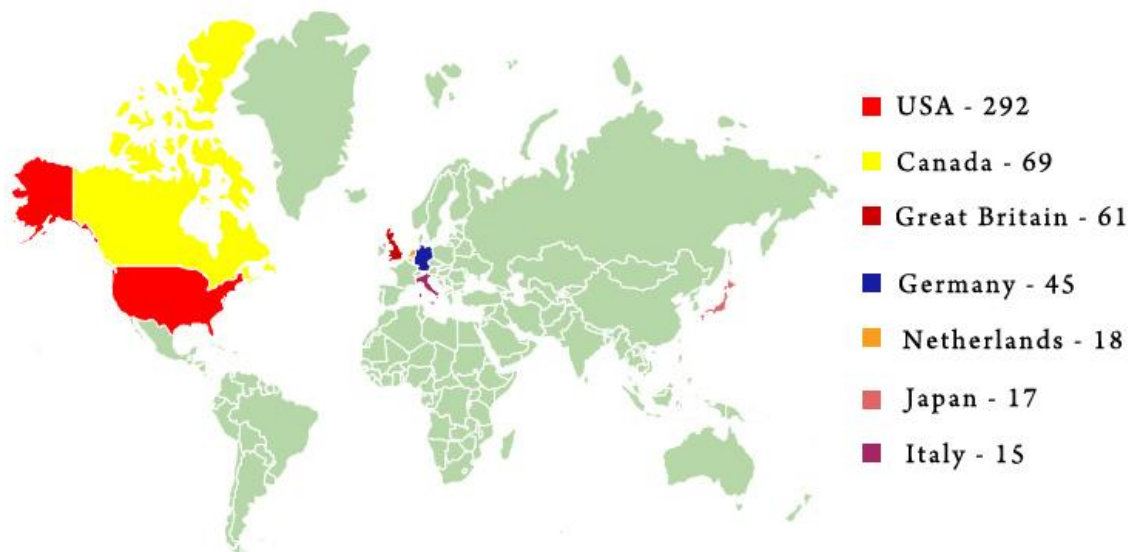 USA - 292
Canada - 69
Great Britain - 61
Germany - 45
Netherlands - 18
Japan - 17
Italy - 15